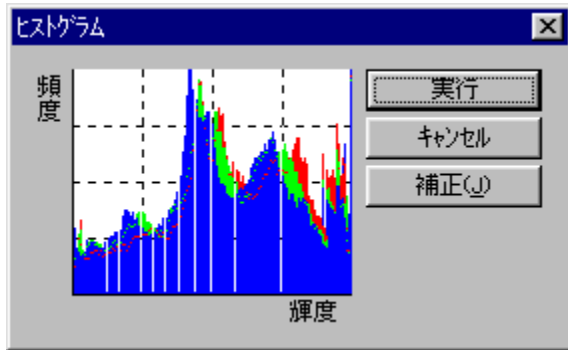 ヒストグラム
頻度
実行
キャンセル
補正(J)
輝度